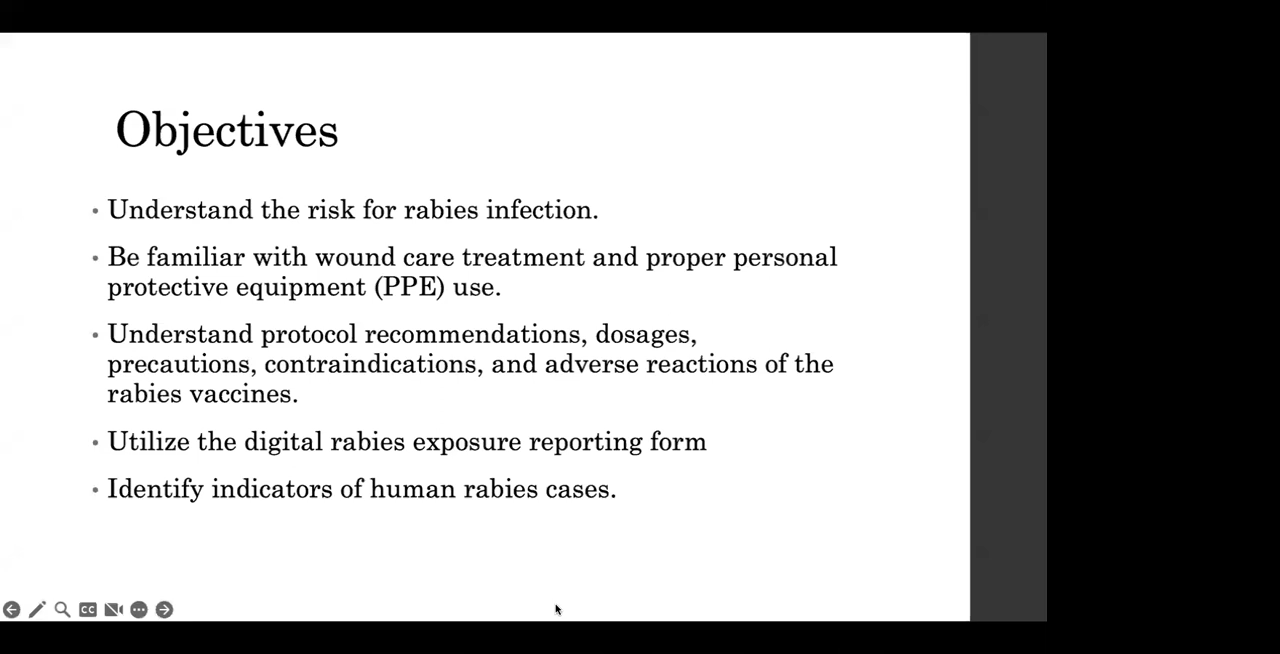 Objectives
• Understand the risk for rabies infection.
• Be familiar with wound care treatment and proper personal
protective equipment (PPE) use.
• Understand protocol recommendations, dosages,
precautions, contraindications, and adverse reactions of the
rabies vaccines.
• Utilize the digital rabies exposure reporting form
• Identify indicators of human rabies cases.
CC